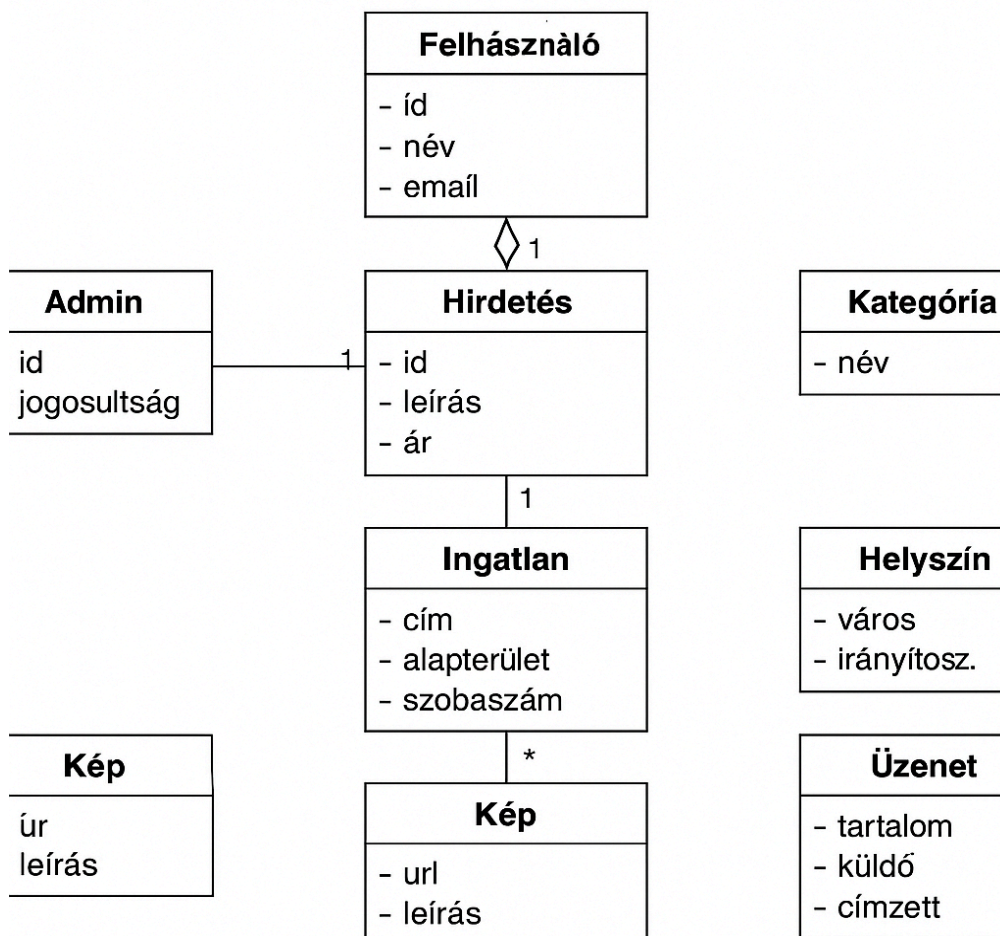 Felhásznàló
- íd
- név
- emaíl
1
Admin
id
jogosultság
1
Hirdetés
- id
- leírás
- ár
Kategóría
- név
1
Ingatlan
- cím
- alapterület
- szobaszám
Helyszín
- város
- irányítosz.
*
Kép
úr
leírás
Kép
- url
- leírás
Üzenet
- tartalom
- küldő
- címzett